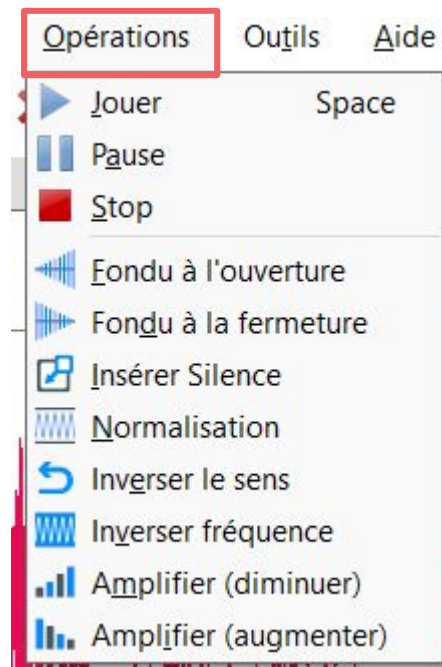 Opérations Outils Aide
Jouer Space
Pause
Stop
Fondu à l'ouverture
Fondu à la fermeture
Insérer Silence
Normalisation
Inverser le sens
Inverser fréquence
Amplifier (diminuer)
Amplifier (augmenter)